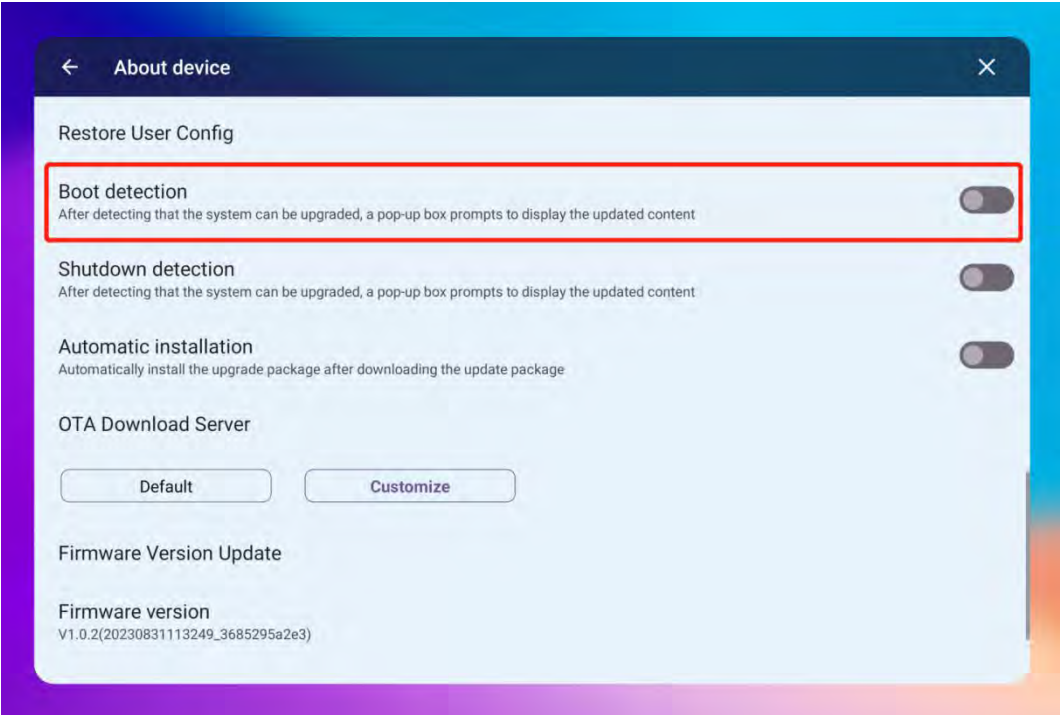 About device
Restore User Config
Boot detection
After detecting that the system can be upgraded, a pop-up box prompts to display the updated content
Shutdown detection
After detecting that the system can be upgraded, a pop-up box prompts to display the updated content
Automatic installation
Automatically install the upgrade package after downloading the update package
OTA Download Server
Default
Customize
Firmware Version Update
Firmware version
V1.0.2(20230831113249_3685295a2e3)